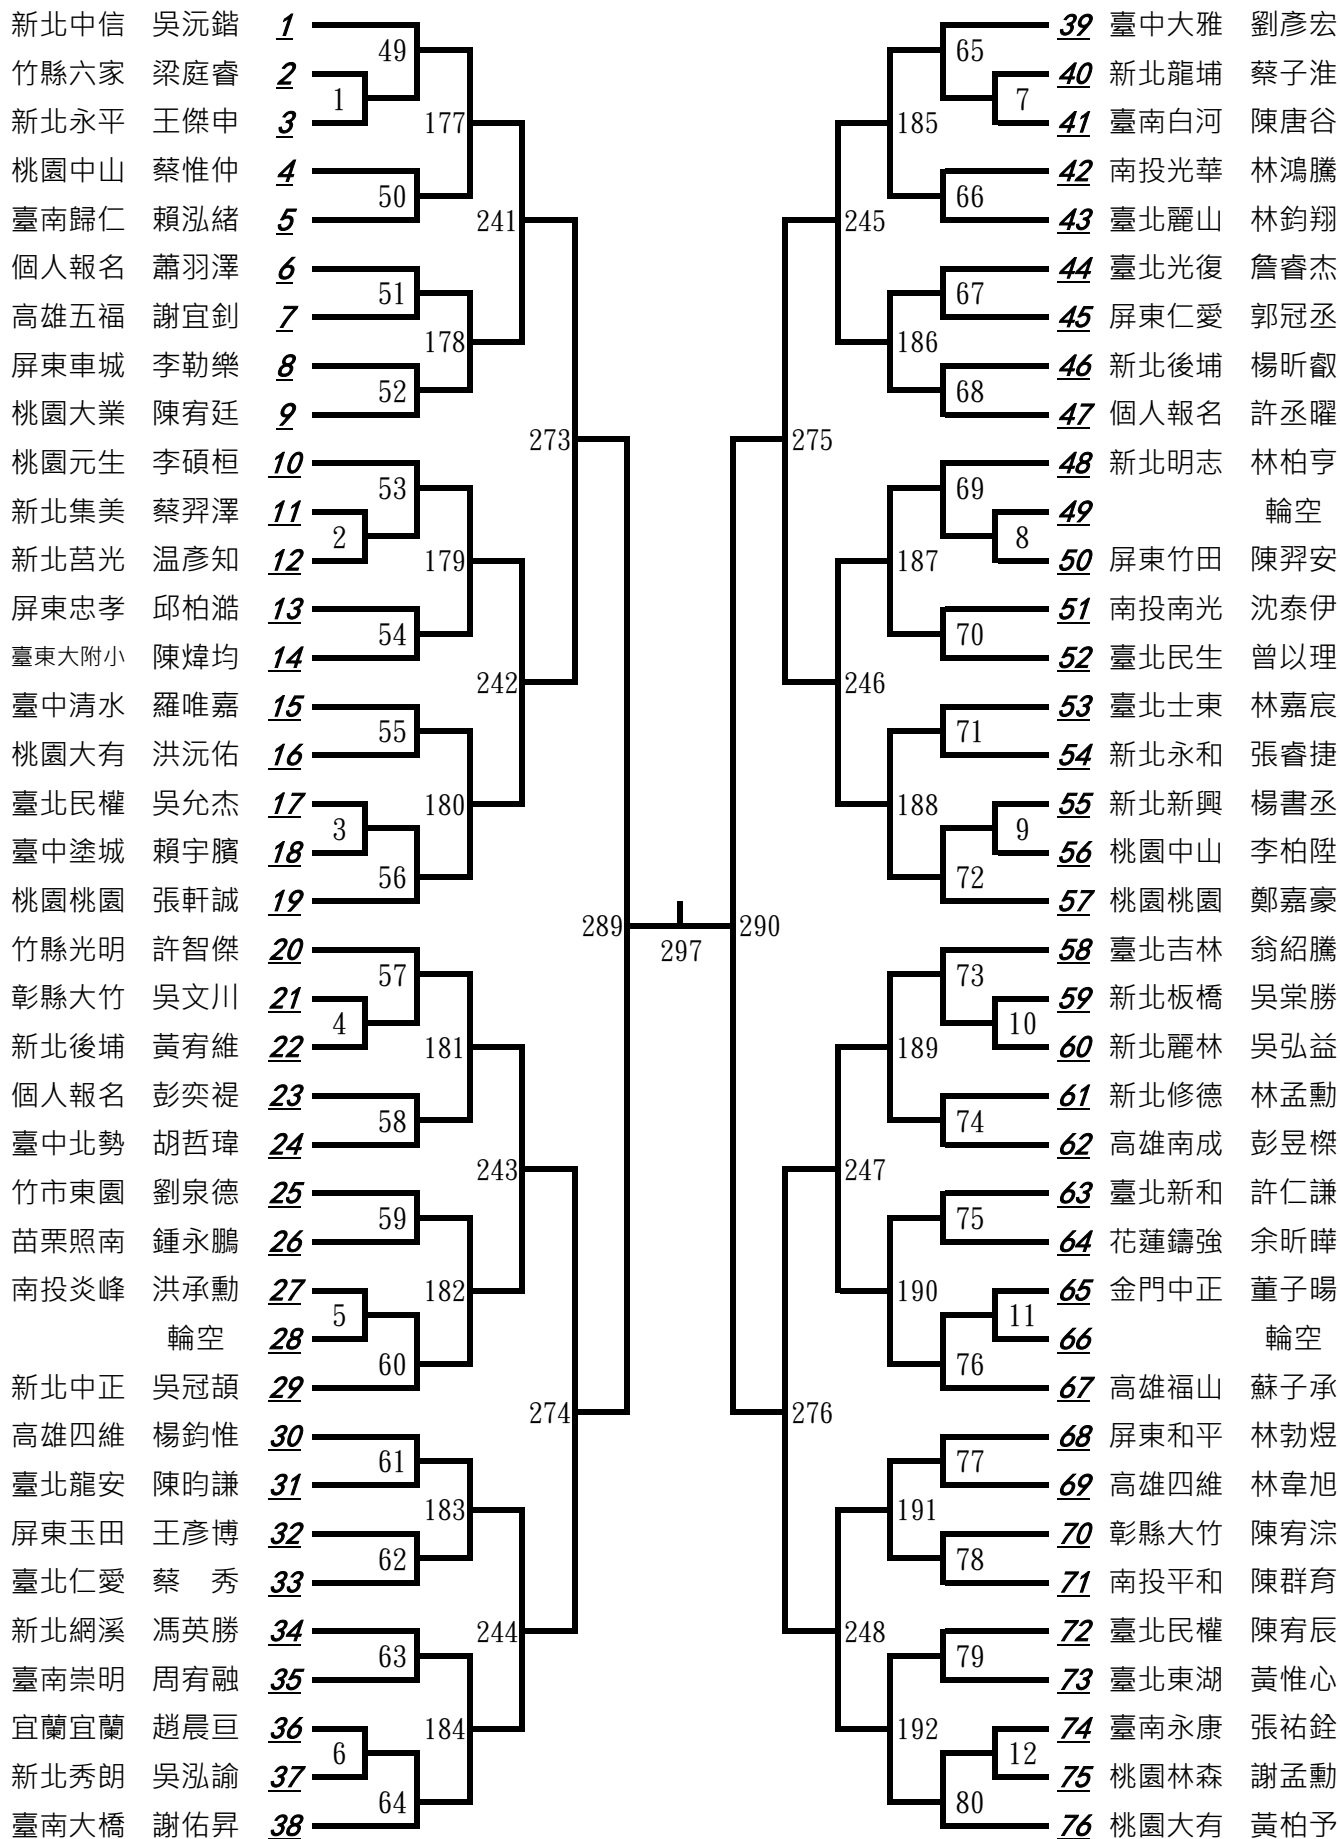 新北中信 吳沅鍇 1
49
竹縣六家 梁庭睿 2
1
新北永平 王傑申 3
177
桃園中山 蔡惟仲 4
50
臺南歸仁 賴泓緒 5
241
個人報名 蕭羽澤 6
51
高雄五福 謝宜釗 7
178
屏東車城 李勒樂 8
52
桃園大業 陳宥廷 9
273
桃園元生 李碩桓 10
53
新北集美 蔡羿澤 11
2
新北莒光 温彥知 12
179
屏東忠孝 邱柏澔 13
54
臺東大附小 陳煒均 14
242
臺中清水 羅唯嘉 15
55
桃園大有 洪沅佑 16
180
臺北民權 吳允杰 17
3
臺中塗城 賴宇臏 18
56
桃園桃園 張軒誠 19
289
竹縣光明 許智傑 20
57
彰縣大竹 吳文川 21
4
新北後埔 黃宥維 22
181
個人報名 彭奕禔 23
58
臺中北勢 胡哲瑋 24
243
竹市東園 劉泉德 25
59
苗栗照南 鍾永鵬 26
182
南投炎峰 洪承勳 27
5
輪空 28
60
新北中正 吳冠頡 29
274
高雄四維 楊鈞惟 30
61
臺北龍安 陳昀謙 31
183
屏東玉田 王彥博 32
62
臺北仁愛 蔡 秀 33
244
新北網溪 馮英勝 34
63
臺南崇明 周宥融 35
184
宜蘭宜蘭 趙晨亘 36
6
新北秀朗 吳泓諭 37
64
臺南大橋 謝佑昇 38
297
39 臺中大雅 劉彥宏
65
40 新北龍埔 蔡子淮
7
41 臺南白河 陳唐谷
185
42 南投光華 林鴻騰
66
43 臺北麗山 林鈞翔
245
44 臺北光復 詹睿杰
67
45 屏東仁愛 郭冠丞
186
46 新北後埔 楊昕叡
68
47 個人報名 許丞曜
275
48 新北明志 林柏亨
69
49 輪空
8
50 屏東竹田 陳羿安
187
51 南投南光 沈泰伊
70
52 臺北民生 曾以理
246
53 臺北士東 林嘉宸
71
54 新北永和 張睿捷
188
55 新北新興 楊書丞
9
56 桃園中山 李柏陞
72
57 桃園桃園 鄭嘉豪
290
58 臺北吉林 翁紹騰
73
59 新北板橋 吳棠勝
10
60 新北麗林 吳弘益
189
61 新北修德 林孟勳
74
62 高雄南成 彭昱榤
247
63 臺北新和 許仁謙
75
64 花蓮鑄強 余昕曄
190
65 金門中正 董子暘
11
66 輪空
76
67 高雄福山 蘇子承
276
68 屏東和平 林勃煜
77
69 高雄四維 林韋旭
191
70 彰縣大竹 陳宥淙
78
71 南投平和 陳群育
248
72 臺北民權 陳宥辰
79
73 臺北東湖 黃惟心
192
74 臺南永康 張祐銓
12
75 桃園林森 謝孟勳
80
76 桃園大有 黃柏予